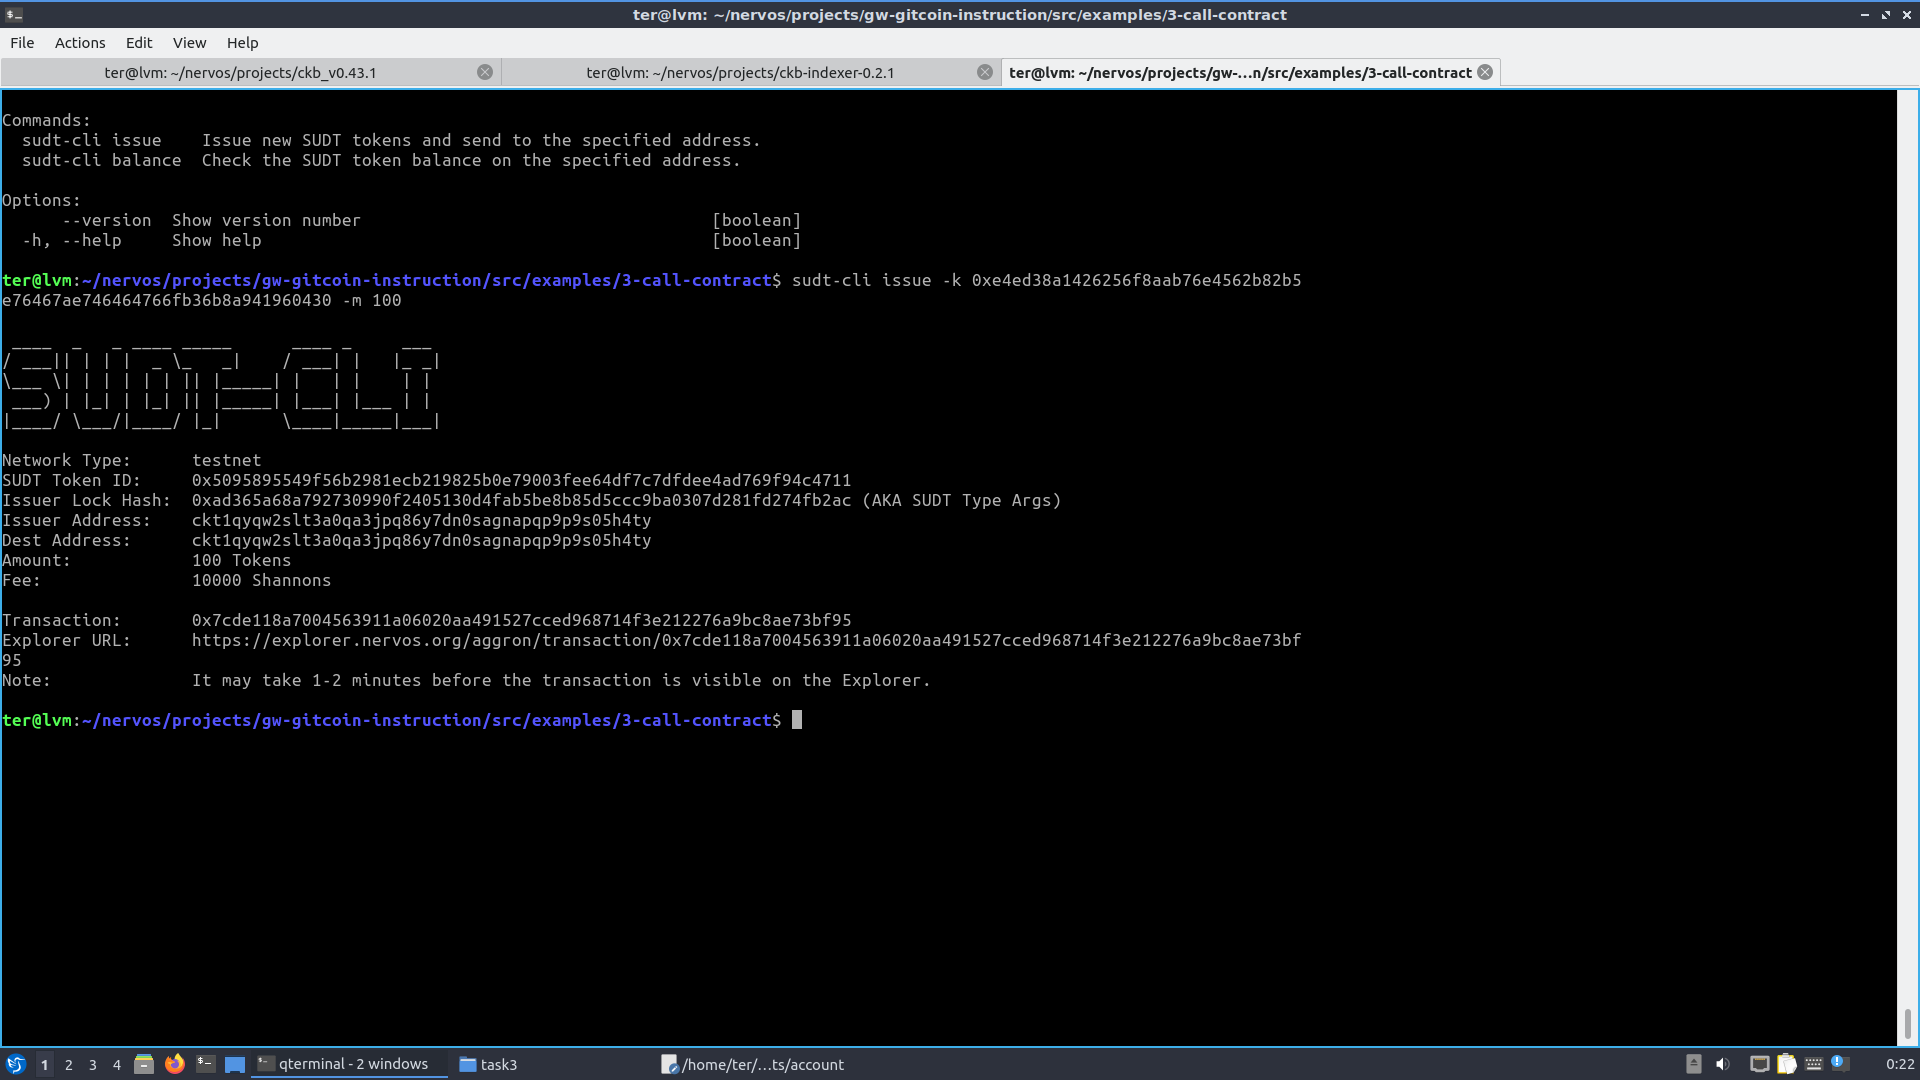 ter@lvm: ~/nervos/projects/gw-gitcoin-instruction/src/examples/3-call-contract
File Actions Edit View Help
ter@lvm: ~/nervos/projects/ckb_v0.43.1
ter@lvm: ~/nervos/projects/ckb-indexer-0.2.1
ter@lvm: ~/nervos/projects/gw-...n/src/examples/3-call-contract
Commands:
  sudt-cli issue    Issue new SUDT tokens and send to the specified address.
  sudt-cli balance  Check the SUDT token balance on the specified address.
Options:
      --version  Show version number                                   [boolean]
  -h, --help     Show help                                             [boolean]
ter@lvm:~/nervos/projects/gw-gitcoin-instruction/src/examples/3-call-contract$ sudt-cli issue -k 0xe4ed38a1426256f8aab76e4562b82b5
e76467ae746464766fb36b8a941960430 -m 100
SUDT-CLI
Network Type:      testnet
SUDT Token ID:     0x5095895549f56b2981ecb219825b0e79003fee64df7c7dfdee4ad769f94c4711
Issuer Lock Hash:  0xad365a68a792730990f2405130d4fab5be8b85d5ccc9ba0307d281fd274fb2ac (AKA SUDT Type Args)
Issuer Address:    ckt1qyqw2slt3a0qa3jpq86y7dn0sagnapqp9p9s05h4ty
Dest Address:      ckt1qyqw2slt3a0qa3jpq86y7dn0sagnapqp9p9s05h4ty
Amount:            100 Tokens
Fee:               10000 Shannons
Transaction:       0x7cde118a7004563911a06020aa491527cced968714f3e212276a9bc8ae73bf95
Explorer URL:      https://explorer.nervos.org/aggron/transaction/0x7cde118a7004563911a06020aa491527cced968714f3e212276a9bc8ae73bf
95
Note:              It may take 1-2 minutes before the transaction is visible on the Explorer.
ter@lvm:~/nervos/projects/gw-gitcoin-instruction/src/examples/3-call-contract$
1 2 3 4 qterminal - 2 windows task3 /home/ter/...ts/account 0:22